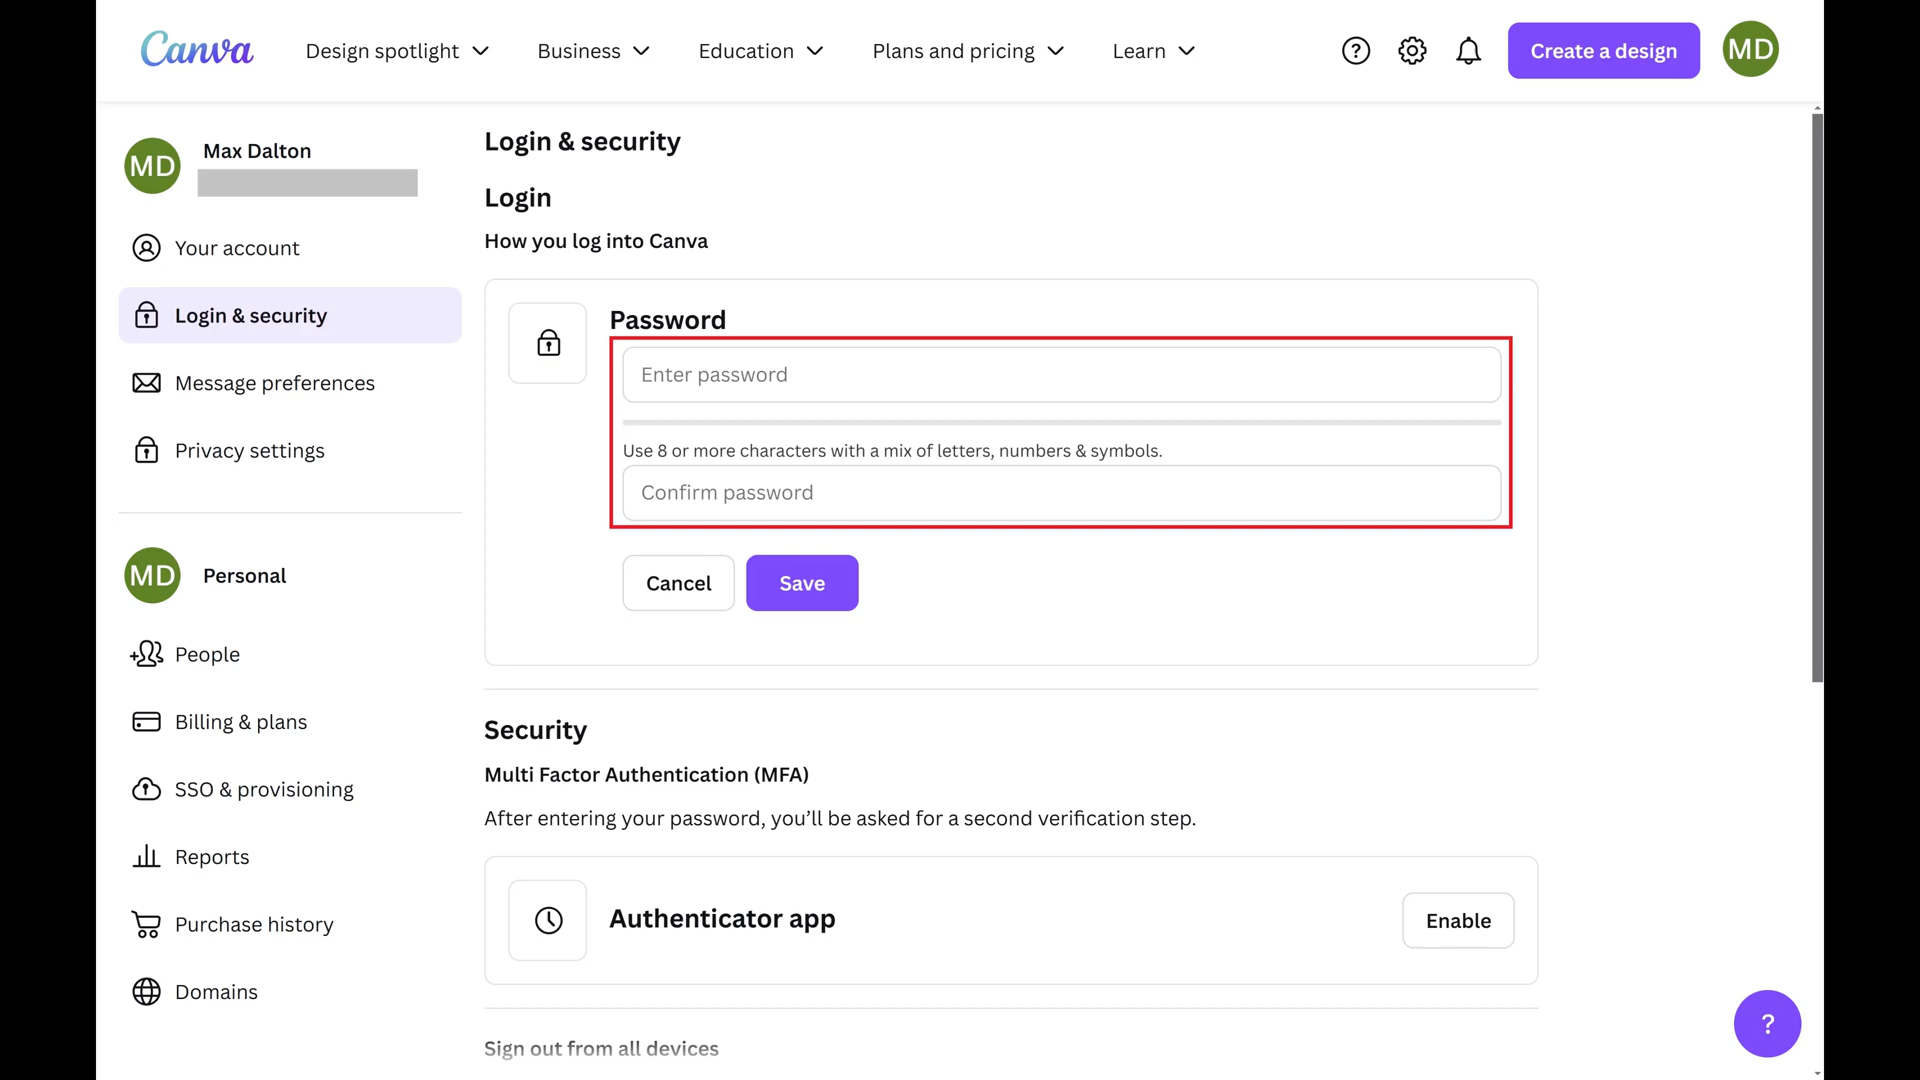 Canva
Design spotlight
Business
Education
Plans and pricing
Learn
?
Create a design
MD
MD
Max Dalton
Your account
Login & security
Message preferences
Privacy settings
MD
Personal
People
Billing & plans
SSO & provisioning
Reports
Purchase history
Domains
Login & security
Login
How you log into Canva
Password
Enter password
Use 8 or more characters with a mix of letters, numbers & symbols.
Confirm password
Cancel
Save
Security
Multi Factor Authentication (MFA)
After entering your password, you’ll be asked for a second verification step.
Authenticator app
Enable
Sign out from all devices
?